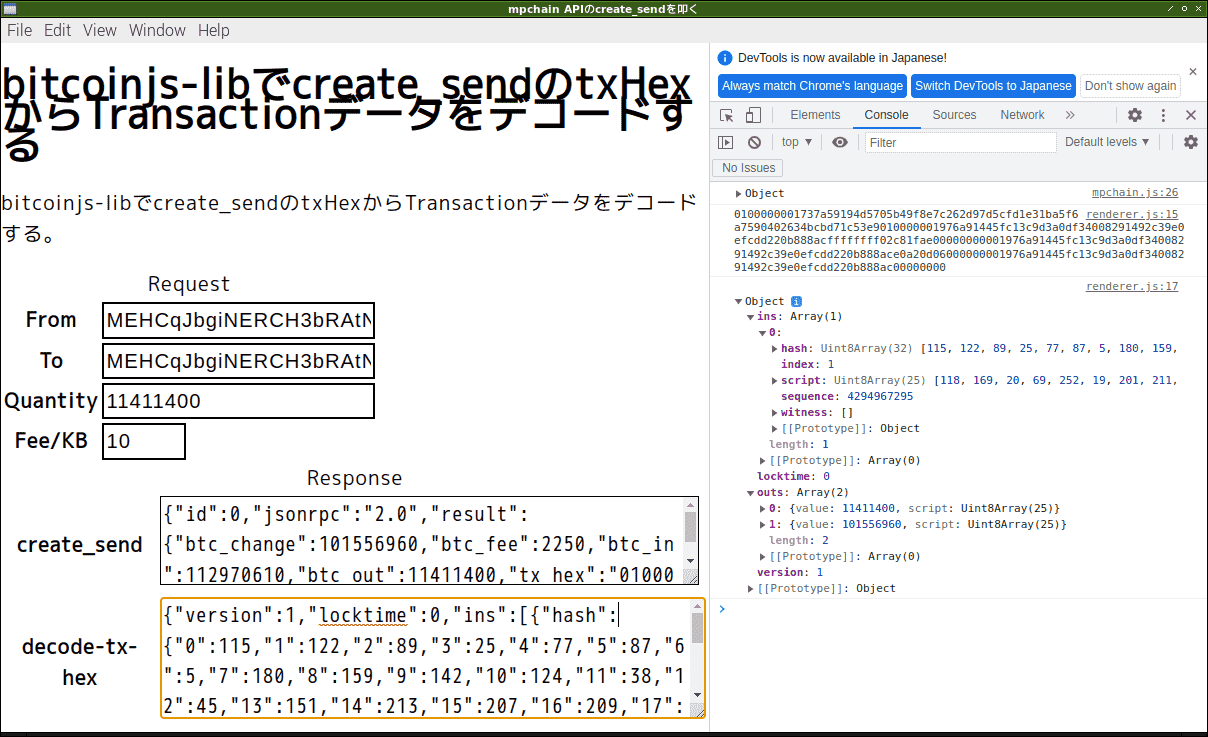 mpchain APIのcreate_sendを叩く
File Edit View Window Help
bitcoinjs-libでcreate_sendのtxHex
からTransactionデータをデコードす
る
bitcoinjs-libでcreate_sendのtxHexからTransactionデータをデコード
する。
Request
From MEHCqJbgiNERCH3bRAtN
To MEHCqJbgiNERCH3bRAtN
Quantity 11411400
Fee/KB 10
Response
create_send
{"id":0,"jsonrpc":"2.0","result":
{"btc_change":101556960,"btc_fee":2250,"btc_in
":112970610,"btc_out":11411400,"tx_hex":"01000
decode-tx-
hex
{"version":1,"locktime":0,"ins":[{"hash":
{"0":115,"1":122,"2":89,"3":25,"4":77,"5":87,"6
":5,"7":180,"8":159,"9":142,"10":124,"11":38,"1
2":45,"13":151,"14":213,"15":207,"16":209,"17":
DevTools is now available in Japanese!
Always match Chrome's language Switch DevTools to Japanese Don't show again
Elements Console Sources Network
top Filter Default levels
No Issues
Object mpchain.js:26
0100000001737a59194d5705b49f8e7c262d97d5cfd1e31ba5f6 renderer.js:15
a7590402634bcbd71c53e9010000001976a91445fc13c9d3a0df34008291492c39e0
efcdd220b888acffffffff02c81fae00000000001976a91445fc13c9d3a0df340082
91492c39e0efcdd220b888ace0a20d06000000001976a91445fc13c9d3a0df340082
91492c39e0efcdd220b888ac00000000
renderer.js:17
Object
ins: Array(1)
0:
hash: Uint8Array(32) [115, 122, 89, 25, 77, 87, 5, 180, 159,
index: 1
script: Uint8Array(25) [118, 169, 20, 69, 252, 19, 201, 211,
sequence: 4294967295
witness: []
[[Prototype]]: Object
length: 1
[[Prototype]]: Array(0)
locktime: 0
outs: Array(2)
0: {value: 11411400, script: Uint8Array(25)}
1: {value: 101556960, script: Uint8Array(25)}
length: 2
[[Prototype]]: Array(0)
version: 1
[[Prototype]]: Object